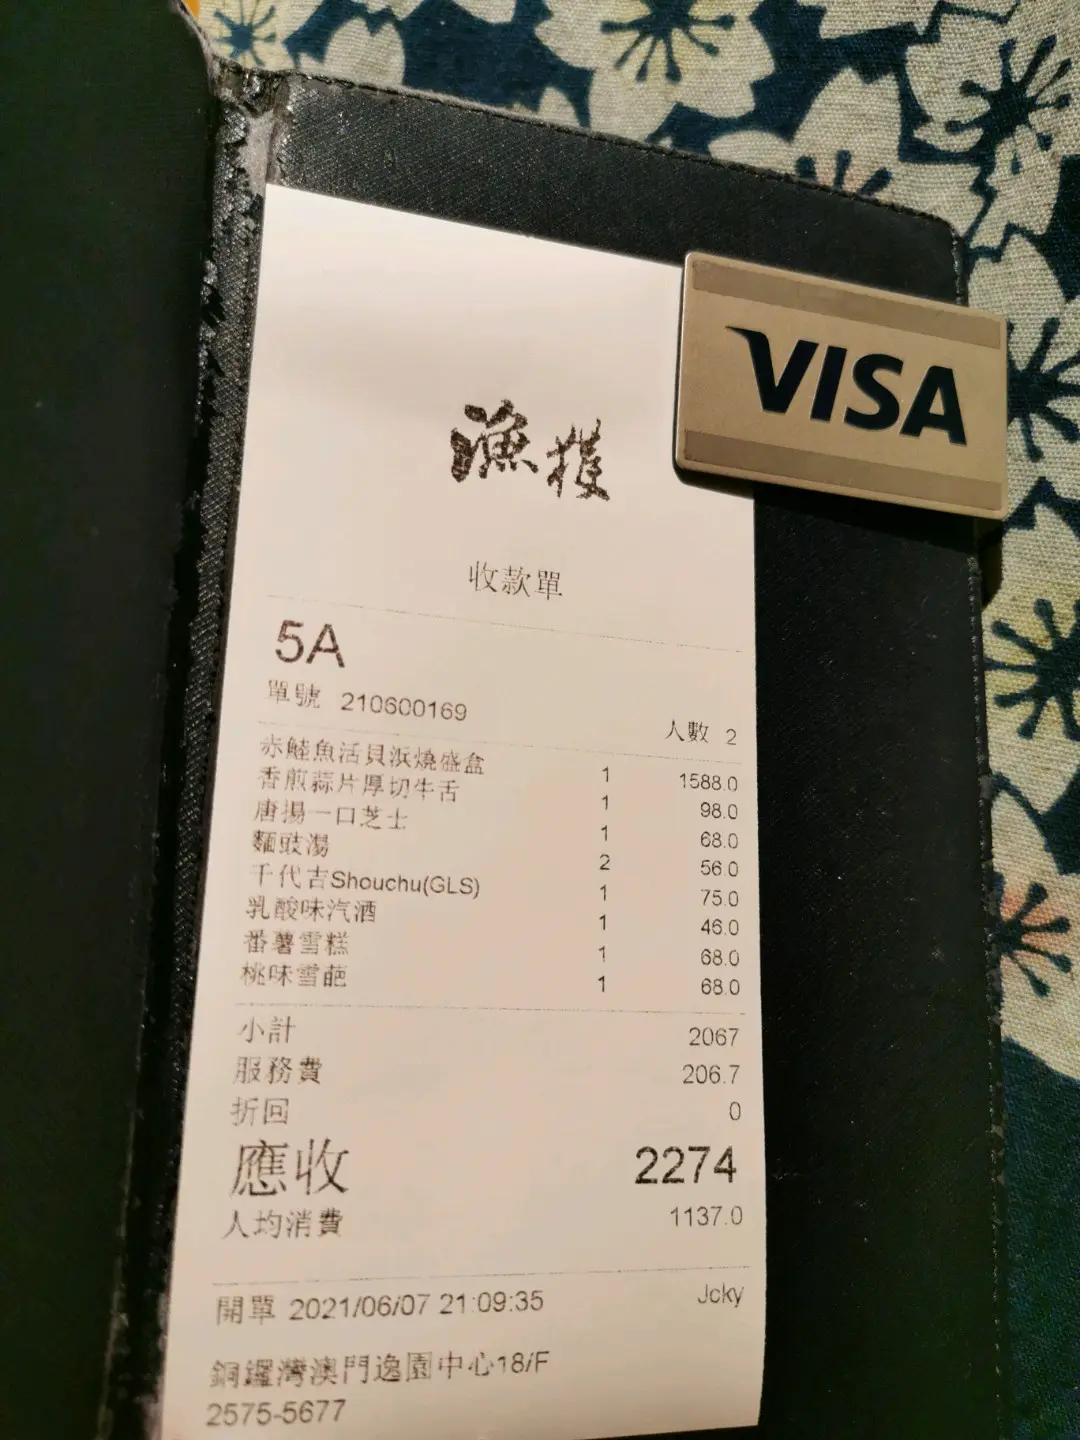 VISA
漁獲
收款單
5A
單號 210600169
人數 2
赤鯥魚活貝浜燒盛盒 1 1588.0
香煎蒜片厚切牛舌 1 98.0
唐揚一口芝士 1 68.0
麵豉湯 2 56.0
千代吉Shouchu(GLS) 1 75.0
乳酸味汽酒 1 46.0
番薯雪糕 1 68.0
桃味雪葩 1 68.0
小計 2067
服務費 206.7
折回 0
應收 2274
人均消費 1137.0
開單 2021/06/07 21:09:35 Jcky
銅鑼灣澳門逸園中心18/F
2575-5677